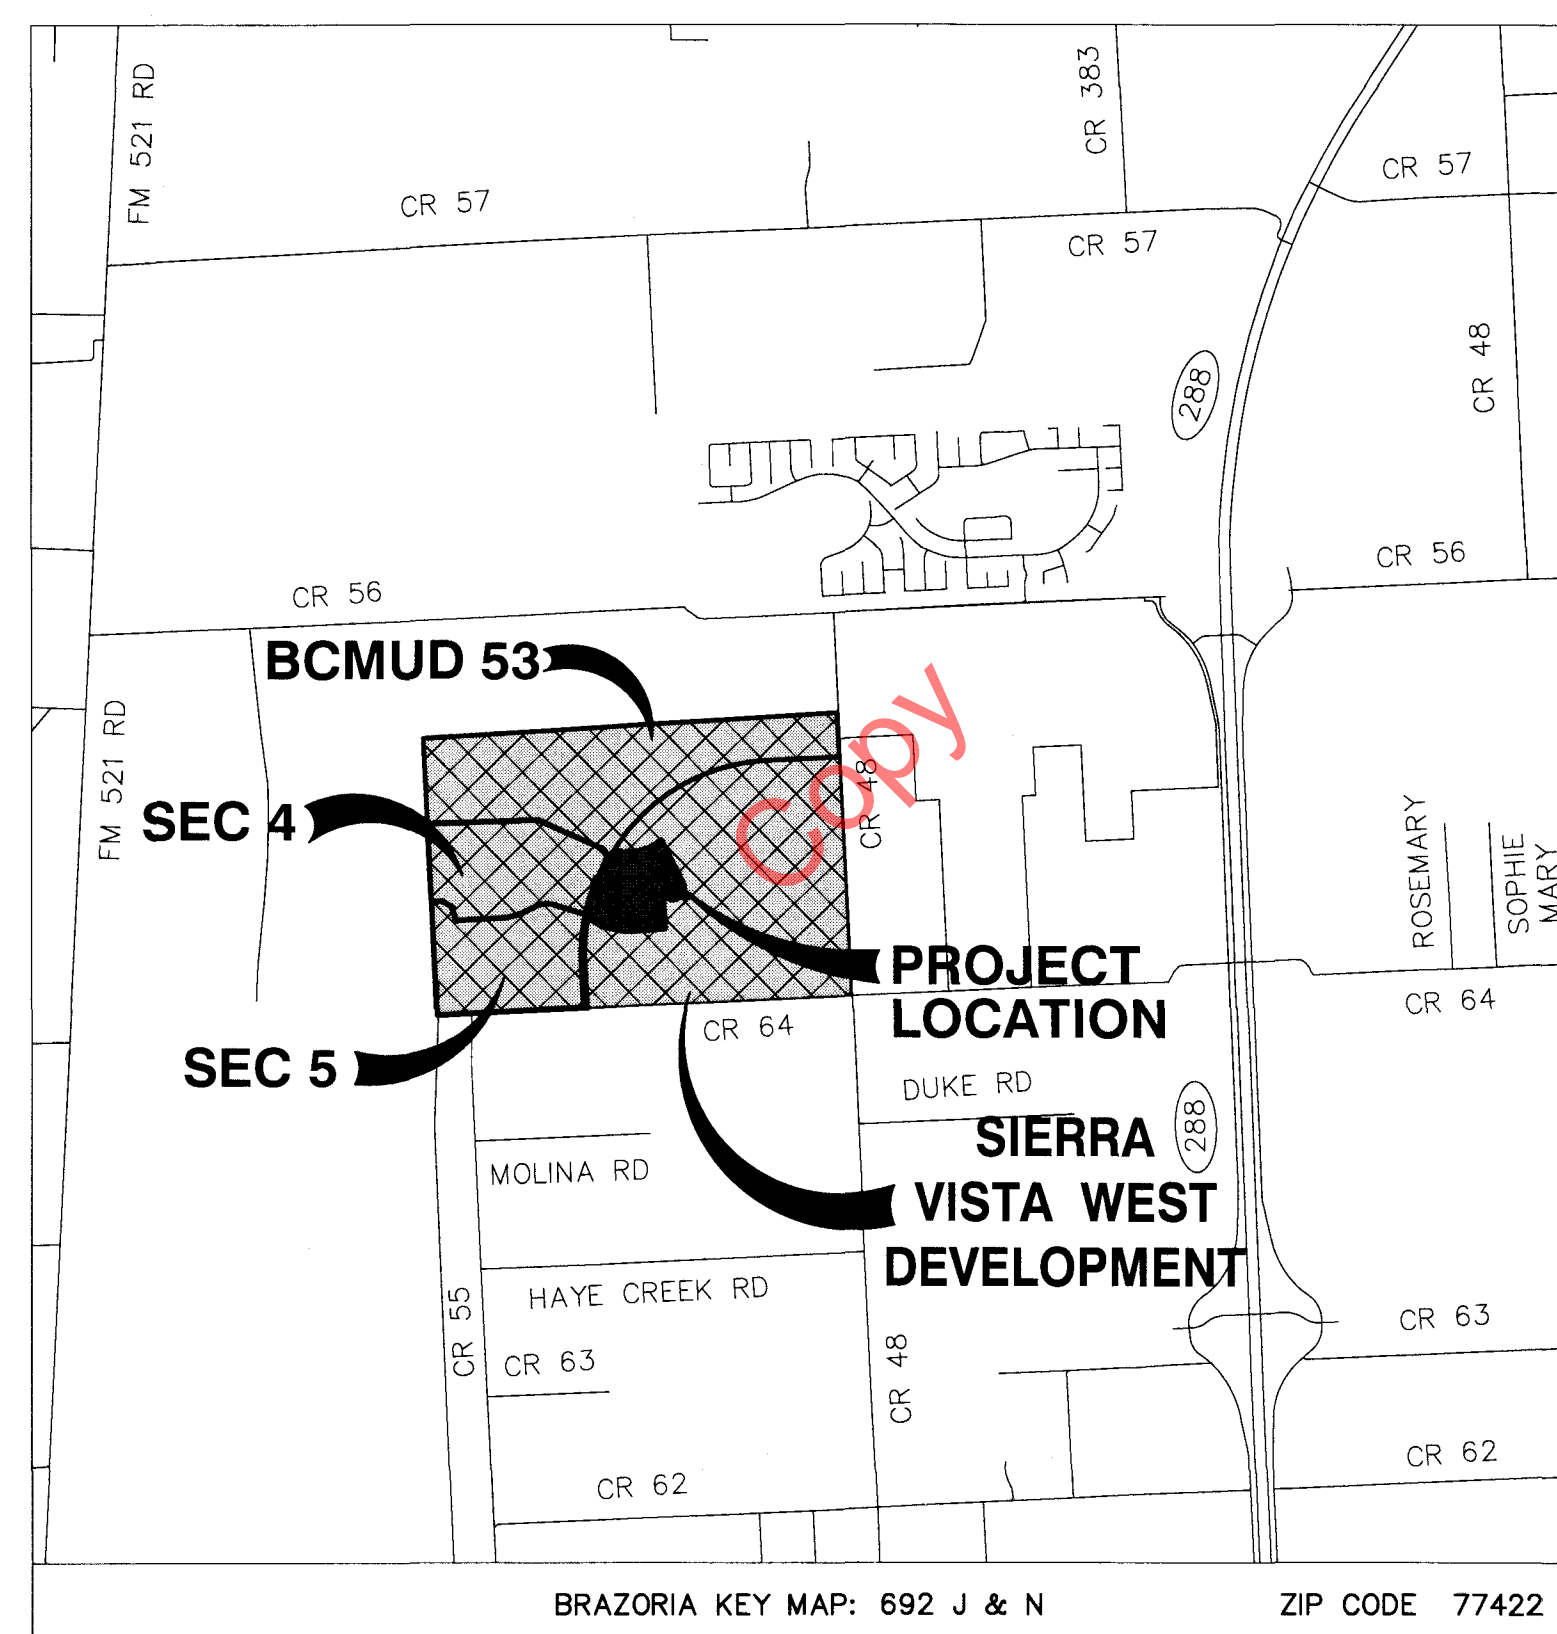 FM 521 RD
CR 383
CR 57
CR 57
CR 57
288
CR 48
CR 56
CR 56
BCMUD 53
FM 521 RD
Copy
CR 48
SEC 4
ROSEMARY
SOPHIE
MARY
PROJECT
LOCATION
CR 64
CR 64
SEC 5
DUKE RD
288
SIERRA
VISTA WEST
DEVELOPMENT
MOLINA RD
HAYE CREEK RD
CR 55
CR 63
CR 63
CR 48
CR 62
CR 62
BRAZORIA KEY MAP: 692 J & N
ZIP CODE 77422